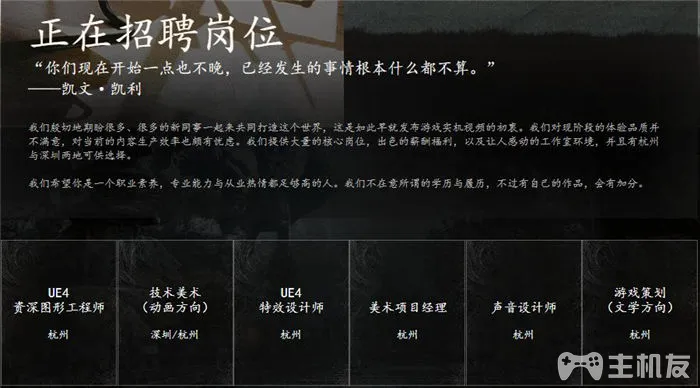 正在招聘岗位
“你们现在开始一点也不晚，已经发生的事情根本什么都不算。”
——凯文·凯利
我们殷切地期盼很多、很多的新同事一起来共同打造这个世界，这是如此早就发布游戏实机视频的初衷。我们对现阶段的体验品质并
不满意，对当前的内容生产效率也颇有忧虑。我们提供大量的核心岗位，出色的薪酬福利，以及让人感动的工作室环境，并且有杭州
与深圳两地可供选择。
我们希望你是一个职业素养，专业能力与从业热情都足够高的人。我们不在意所谓的学历与履历，不过有自己的作品，会有加分。
UE4
资深图形工程师
杭州
技术美术
（动画方向）
深圳/杭州
UE4
特效设计师
杭州
美术项目经理
杭州
声音设计师
杭州
游戏策划
（文学方向）
杭州
主机友